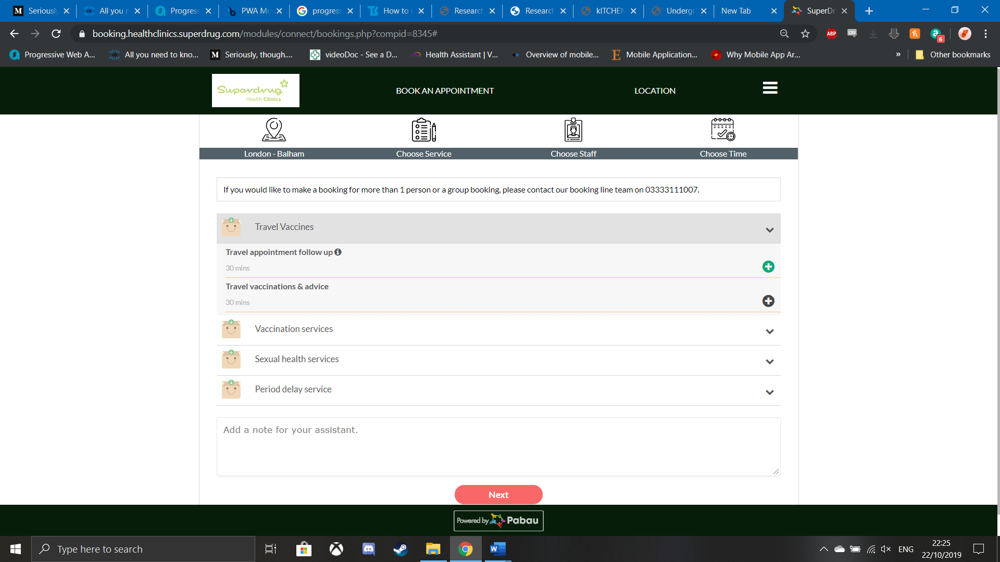 Seriously
All you n
Progress
PWA Mo
progress
How to u
Research
Research
kITCHEN
Undergr
New Tab
SuperDr
booking.healthclinics.superdrug.com/modules/connect/bookings.php?compid=8345#
ABP
CSS
6
Progressive Web A...
All you need to kno...
Seriously, though....
videoDoc - See a D...
Health Assistant | V...
Overview of mobile...
Mobile Application...
Why Mobile App Ar...
»
Other bookmarks
Superdrug
Health Clinics
BOOK AN APPOINTMENT
LOCATION
London - Balham
Choose Service
Choose Staff
Choose Time
If you would like to make a booking for more than 1 person or a group booking, please contact our booking line team on 03333111007.
Travel Vaccines
Travel appointment follow up
30 mins
Travel vaccinations & advice
30 mins
Vaccination services
Sexual health services
Period delay service
Add a note for your assistant.
Next
Powered by Pabau
Type here to search
ENG
22:25
22/10/2019